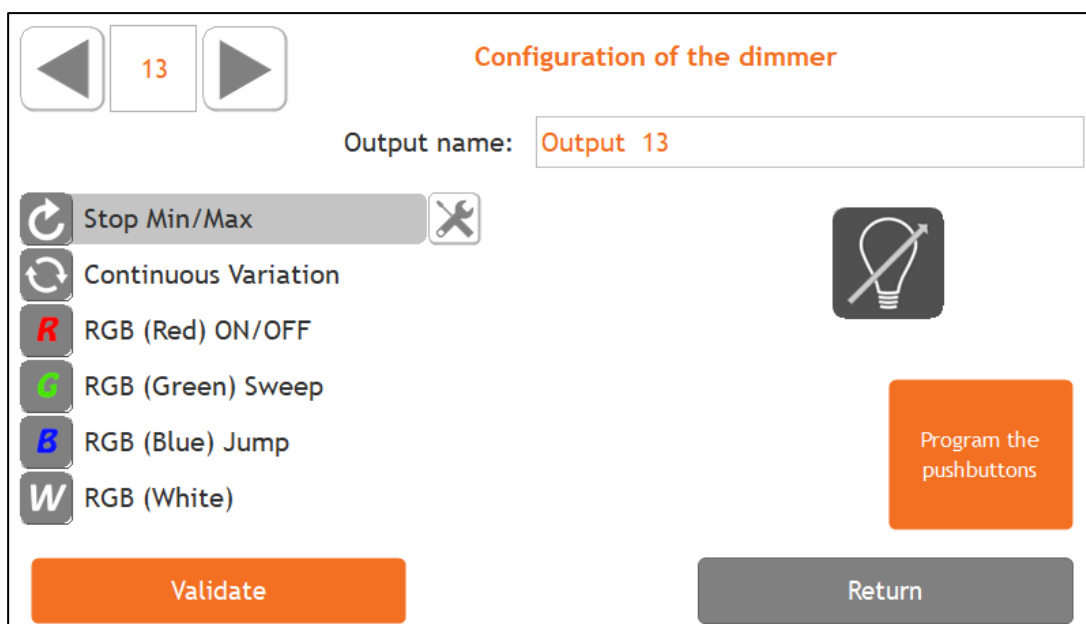 13
Configuration of the dimmer
Output name:
Output 13
Stop Min/Max
Continuous Variation
R
RGB (Red) ON/OFF
G
RGB (Green) Sweep
B
RGB (Blue) Jump
W
RGB (White)
Program the
pushbuttons
Validate
Return